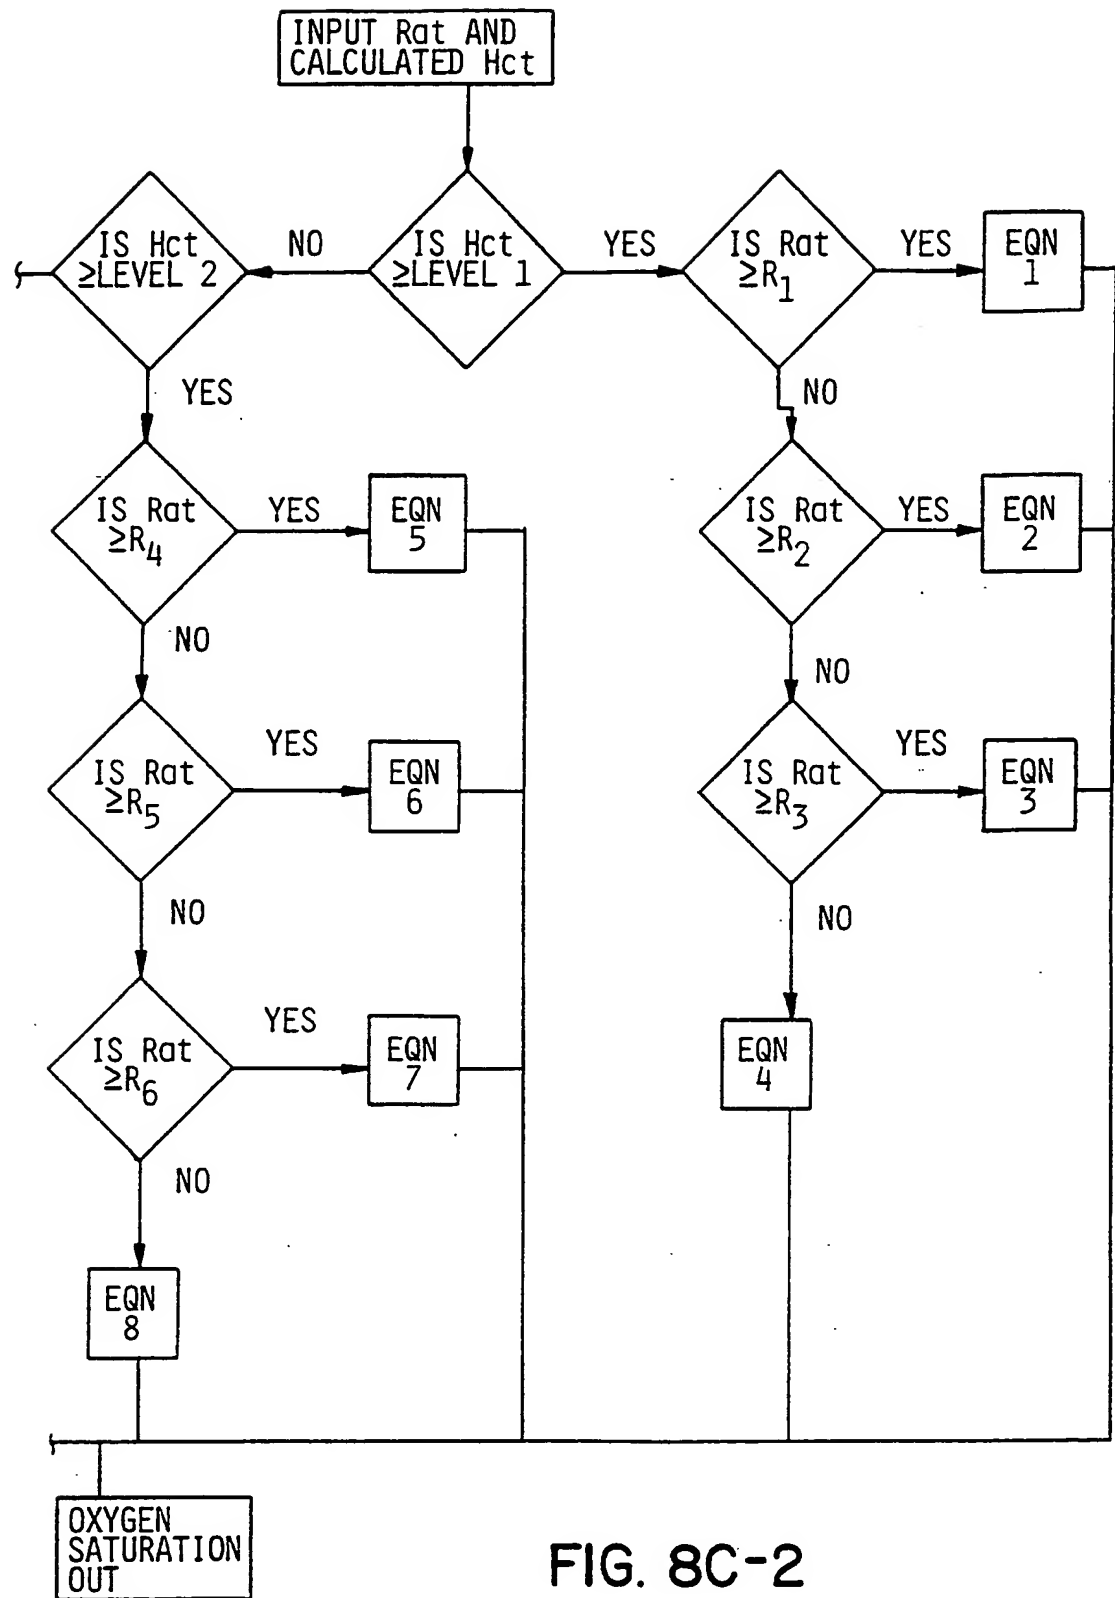 INPUT Rat AND
CALCULATED Hct
IS Hct
≥LEVEL 2
NO
IS Hct
≥LEVEL 1
YES
IS Rat
≥R1
YES
EQN
1
YES
NO
IS Rat
≥R4
YES
EQN
5
IS Rat
≥R2
YES
EQN
2
NO
NO
IS Rat
≥R5
YES
EQN
6
IS Rat
≥R3
YES
EQN
3
NO
NO
IS Rat
≥R6
YES
EQN
7
EQN
4
NO
EQN
8
OXYGEN
SATURATION
OUT
FIG. 8C-2